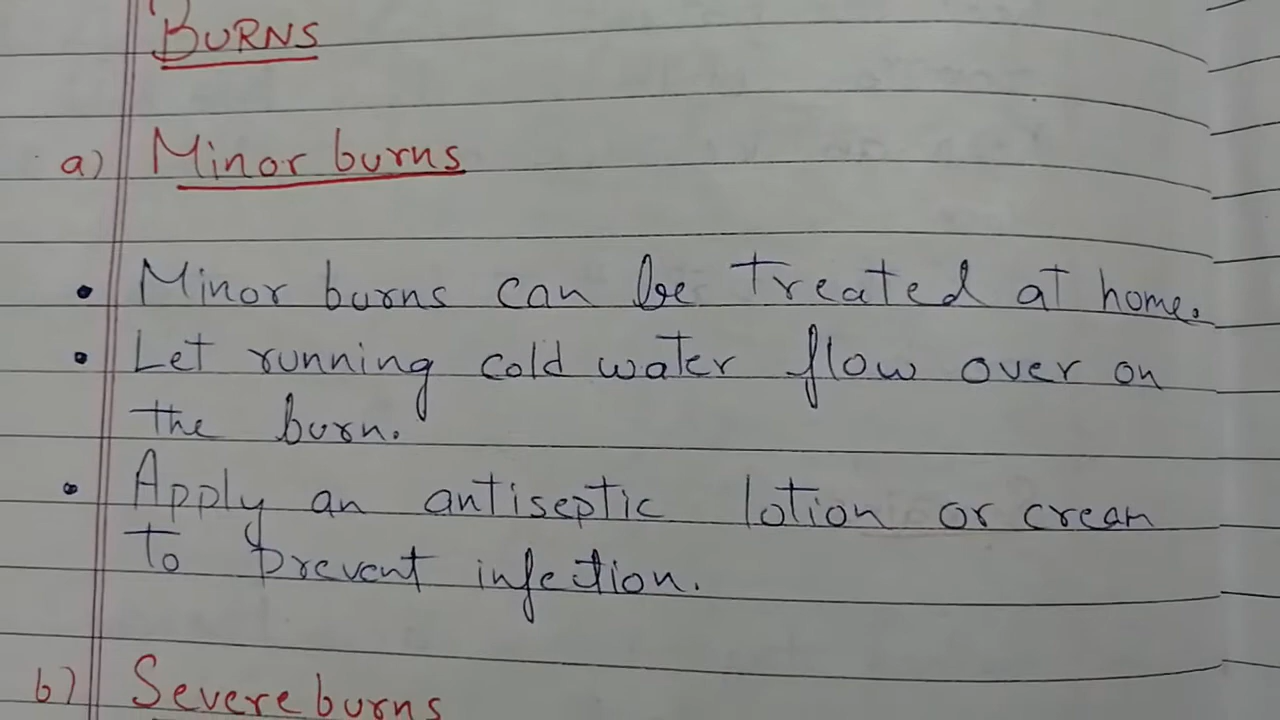 BURNS
a) Minor burns
• Minor burns can be treated at home.
• Let running cold water flow over on
the burn.
• Apply an antiseptic lotion or cream
to prevent infection.
b) Severe burns